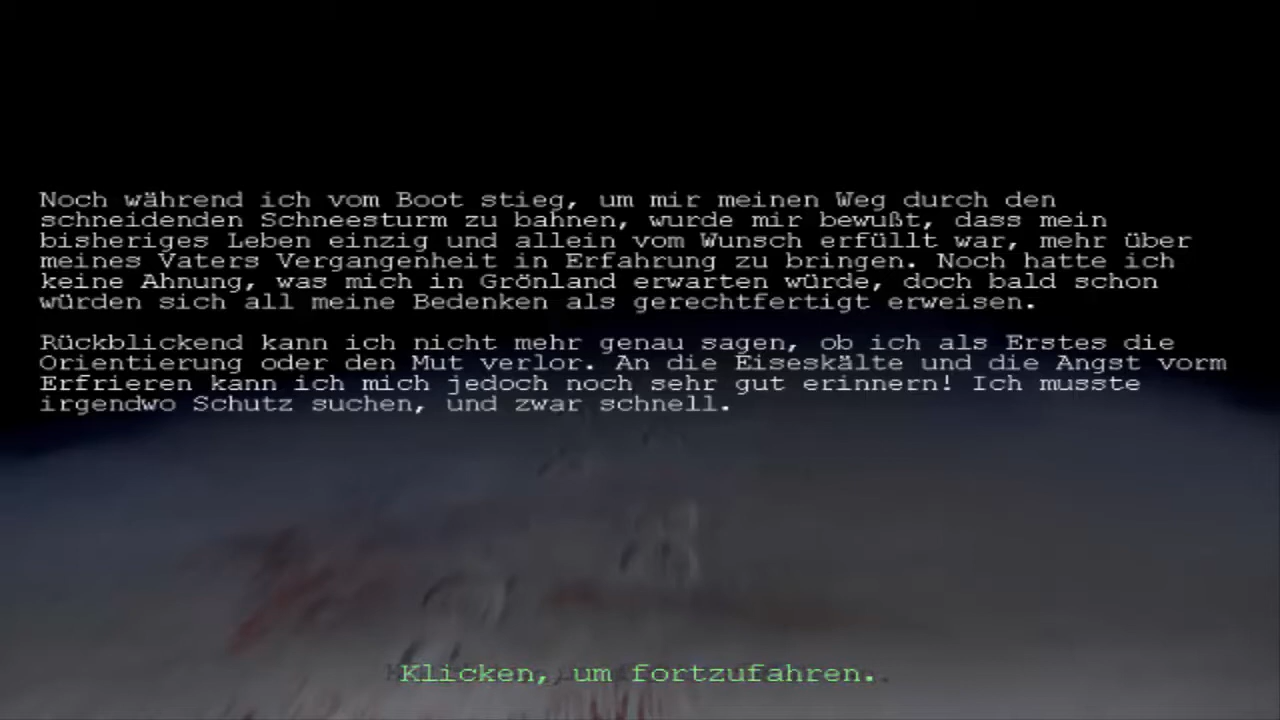 Noch während ich vom Boot stieg, um mir meinen Weg durch den
schneidenden Schneesturm zu bahnen, wurde mir bewußt, dass mein
bisheriges Leben einzig und allein vom Wunsch erfüllt war, mehr über
meines Vaters Vergangenheit in Erfahrung zu bringen. Noch hatte ich
keine Ahnung, was mich in Grönland erwarten würde, doch bald schon
würden sich all meine Bedenken als gerechtfertigt erweisen.
Rückblickend kann ich nicht mehr genau sagen, ob ich als Erstes die
Orientierung oder den Mut verlor. An die Eiseskälte und die Angst vorm
Erfrieren kann ich mich jedoch noch sehr gut erinnern! Ich musste
irgendwo Schutz suchen, und zwar schnell.
Klicken, um fortzufahren.